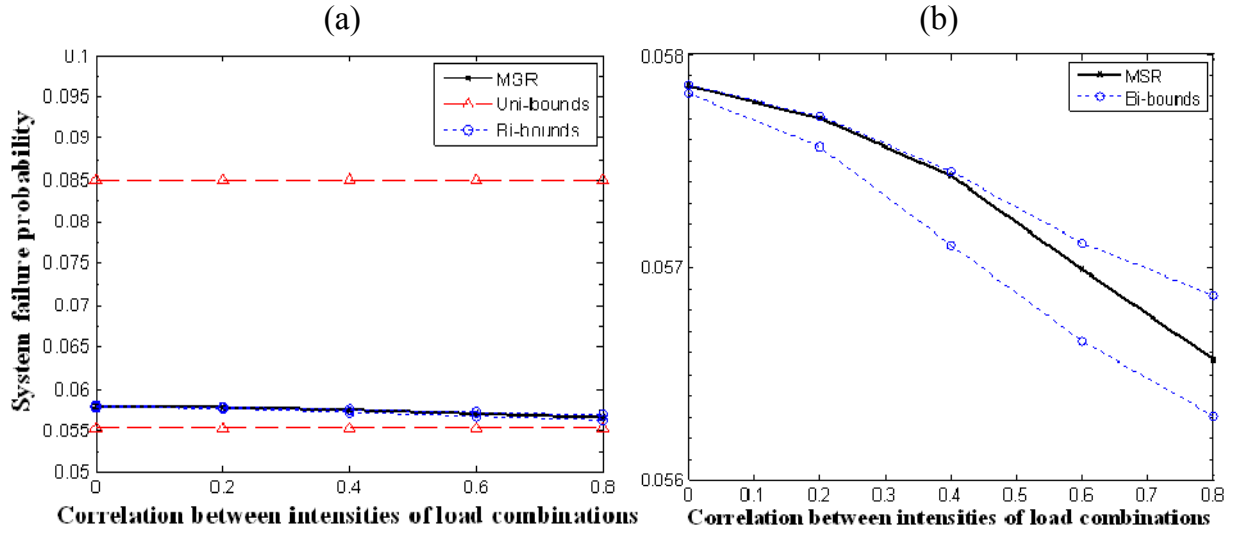 (a)
(b)
0.1
0.095
0.09
0.085
0.08
0.075
0.07
0.065
0.06
0.055
0.05
0
0.2
0.4
0.6
0.8
System failure probability
Correlation between intensities of load combinations
MSR
Uni-bounds
Bi-bounds
0.058
0.057
0.056
0
0.1
0.2
0.3
0.4
0.5
0.6
0.7
0.8
Correlation between intensities of load combinations
MSR
Bi-bounds